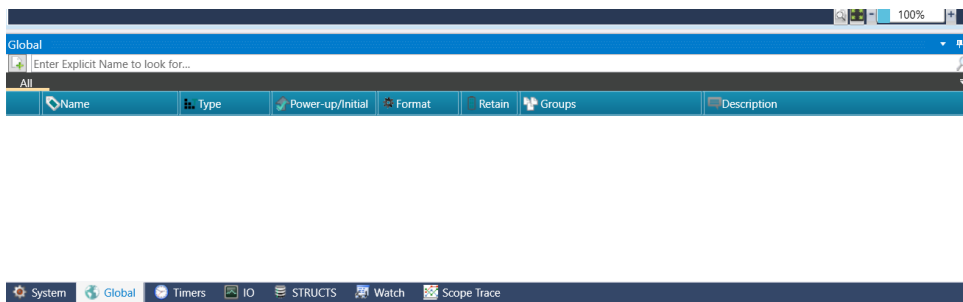 - 100% +
Global
Enter Explicit Name to look for...
All
Name Type Power-up/Initial Format Retain Groups Description
System Global Timers IO STRUCTS Watch Scope Trace